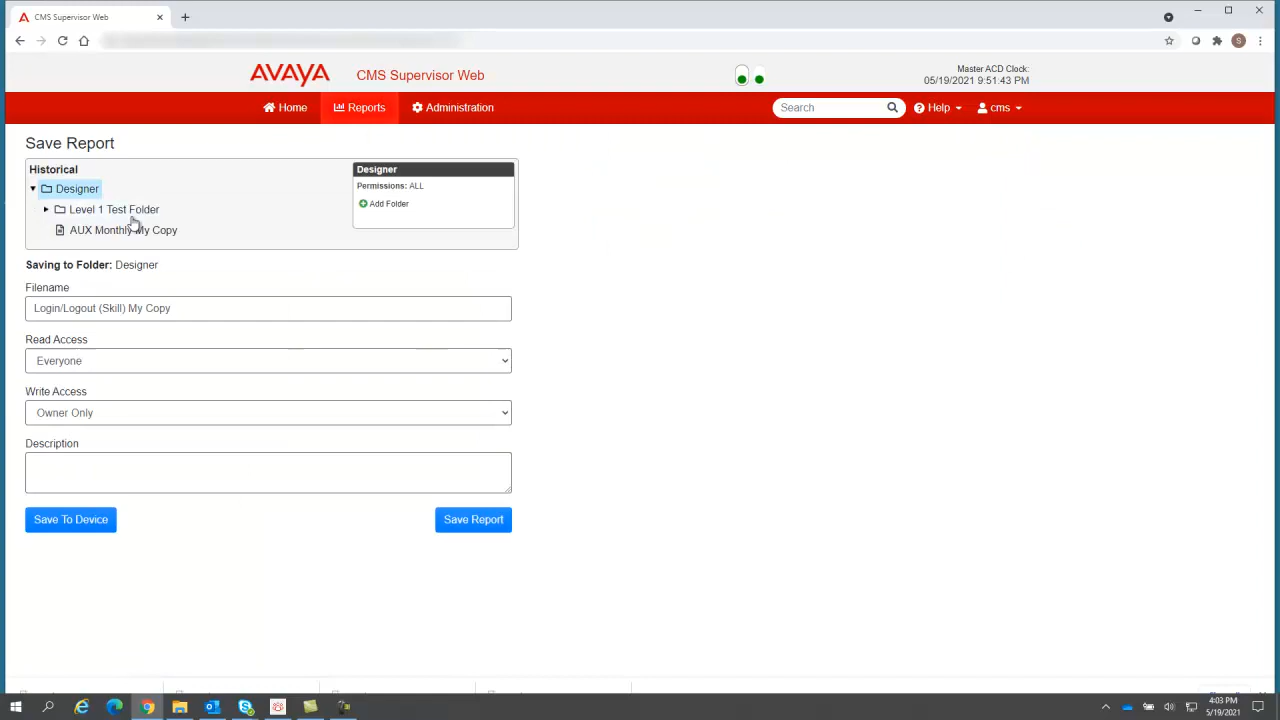 CMS Supervisor Web
AVAYA
CMS Supervisor Web
Master ACD Clock:
05/19/2021 9:51:43 PM
Home
Reports
Administration
Search
Help
cms
Save Report
Historical
Designer
Level 1 Test Folder
AUX Monthly My Copy
Designer
Permissions: ALL
Add Folder
Saving to Folder: Designer
Filename
Login/Logout (Skill) My Copy
Read Access
Everyone
Write Access
Owner Only
Description
Save To Device
Save Report
4:03 PM
5/19/2021